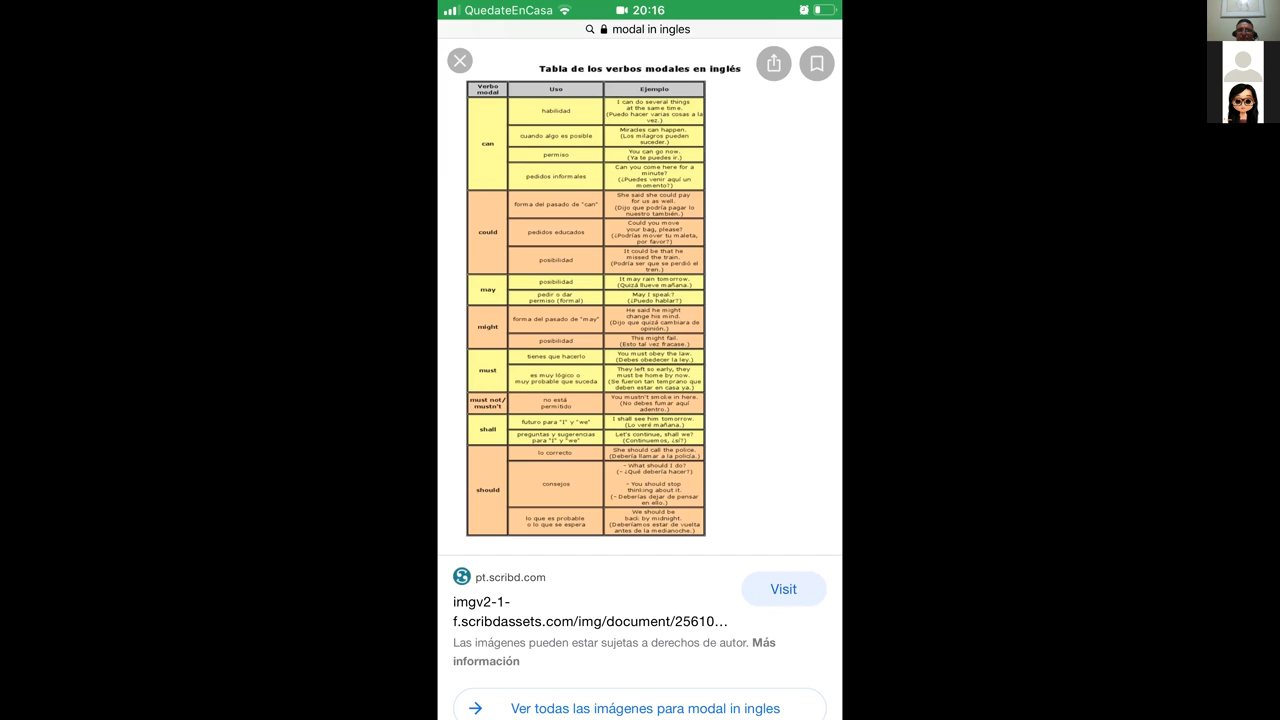 QuedateEnCasa
20:16
modal in ingles
Tabla de los verbos modales en inglés
Verbo
modal
Uso
Ejemplo
can
habilidad
I can do several things
at the same time.
(Puedo hacer varias cosas a la
vez.)
cuando algo es posible
Miracles can happen.
(Los milagros pueden
suceder.)
permiso
You can go now.
(Ya te puedes ir.)
pedidos informales
Can you come here for a
minute?
(¿Puedes venir aquí un
momento?)
could
forma del pasado de "can"
She said she could pay
for us as well.
(Dijo que podría pagar lo
nuestro también.)
pedidos educados
Could you move
your bag, please?
(¿Podrías mover tu maleta,
por favor?)
posibilidad
It could be that he
missed the train.
(Podría ser que se perdió el
tren.)
may
posibilidad
It may rain tomorrow.
(Quizá llueve mañana.)
pedir o dar
permiso (formal)
May I speak?
(¿Puedo hablar?)
might
forma del pasado de "may"
He said he might
change his mind.
(Dijo que quizá cambiara de
opinión.)
posibilidad
This might fail.
(Esto tal vez fracase.)
must
tienes que hacerlo
You must obey the law.
(Debes obedecer la ley.)
es muy lógico o
muy probable que suceda
They left so early, they
must be home by now.
(Se fueron tan temprano que
deben estar en casa ya.)
must not/
mustn't
no está
permitido
You mustn't smoke in here.
(No debes fumar aquí
adentro.)
shall
futuro para "I" y "we"
I shall see him tomorrow.
(Lo veré mañana.)
preguntas y sugerencias
para "I" y "we"
Let's continue, shall we?
(Continuemos, ¿sí?)
should
lo correcto
She should call the police.
(Debería llamar a la policía.)
consejos
- What should I do?
(- ¿Qué debería hacer?)
- You should stop
thinking about it.
(- Deberías dejar de pensar
en ello.)
lo que es probable
o lo que se espera
We should be
back by midnight.
(Deberíamos estar de vuelta
antes de la medianoche.)
pt.scribd.com
Visit
imgv2-1-
f.scribdassets.com/img/document/25610...
Las imágenes pueden estar sujetas a derechos de autor. Más
información
Ver todas las imágenes para modal in ingles